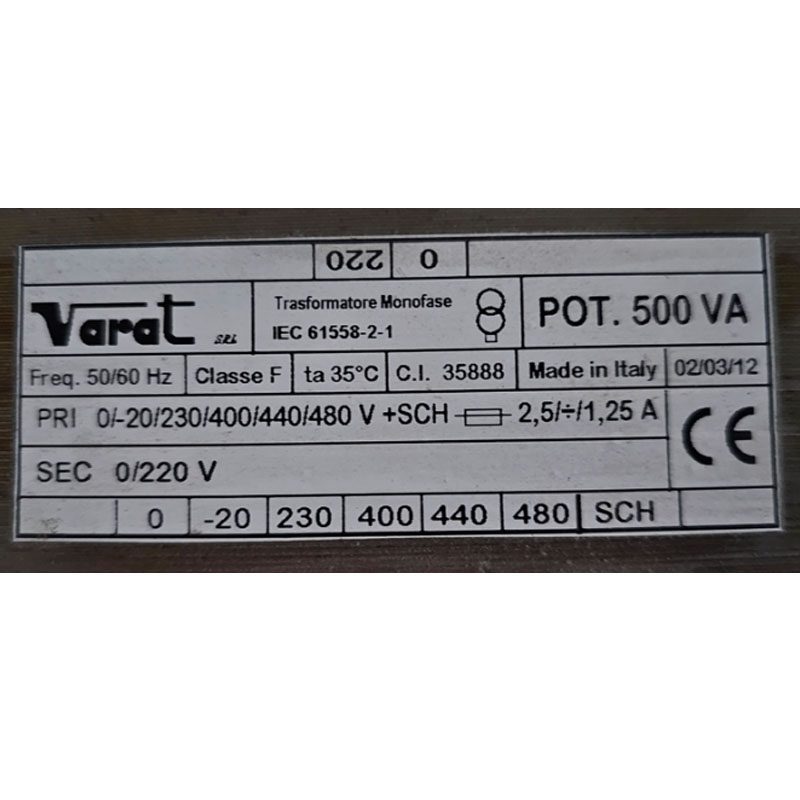 220 0
Varat SRL
Trasformatore Monofase
IEC 61558-2-1
POT. 500 VA
Freq. 50/60 Hz Classe F ta 35°C C.I. 35888 Made in Italy 02/03/12
PRI 0/-20/230/400/440/480 V +SCH 2,5/÷/1,25 A
CE
SEC 0/220 V
0 -20 230 400 440 480 SCH